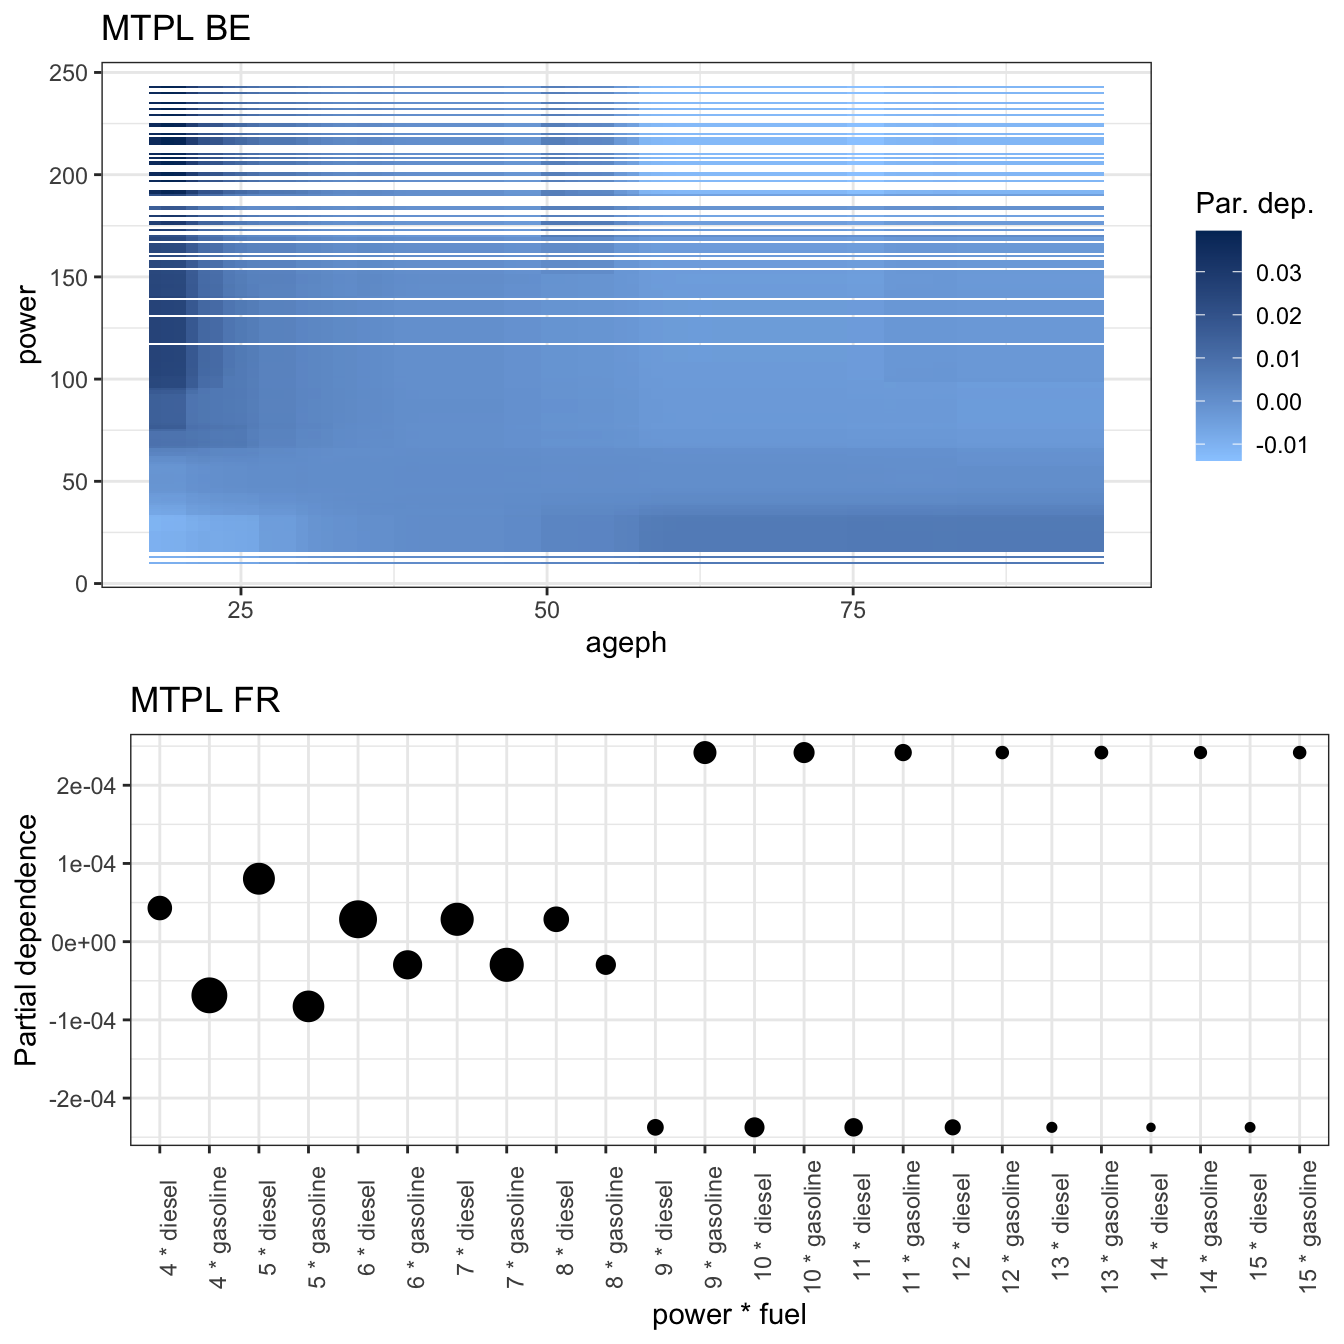 MTPL BE
250
200
150
100
50
0
power
25
50
75
ageph
Par. dep.
0.03
0.02
0.01
0.00
-0.01
MTPL FR
2e-04
1e-04
0e+00
-1e-04
-2e-04
Partial dependence
4 * diesel
4 * gasoline
5 * diesel
5 * gasoline
6 * diesel
6 * gasoline
7 * diesel
7 * gasoline
8 * diesel
8 * gasoline
9 * diesel
9 * gasoline
10 * diesel
10 * gasoline
11 * diesel
11 * gasoline
12 * diesel
12 * gasoline
13 * diesel
13 * gasoline
14 * diesel
14 * gasoline
15 * diesel
15 * gasoline
power * fuel